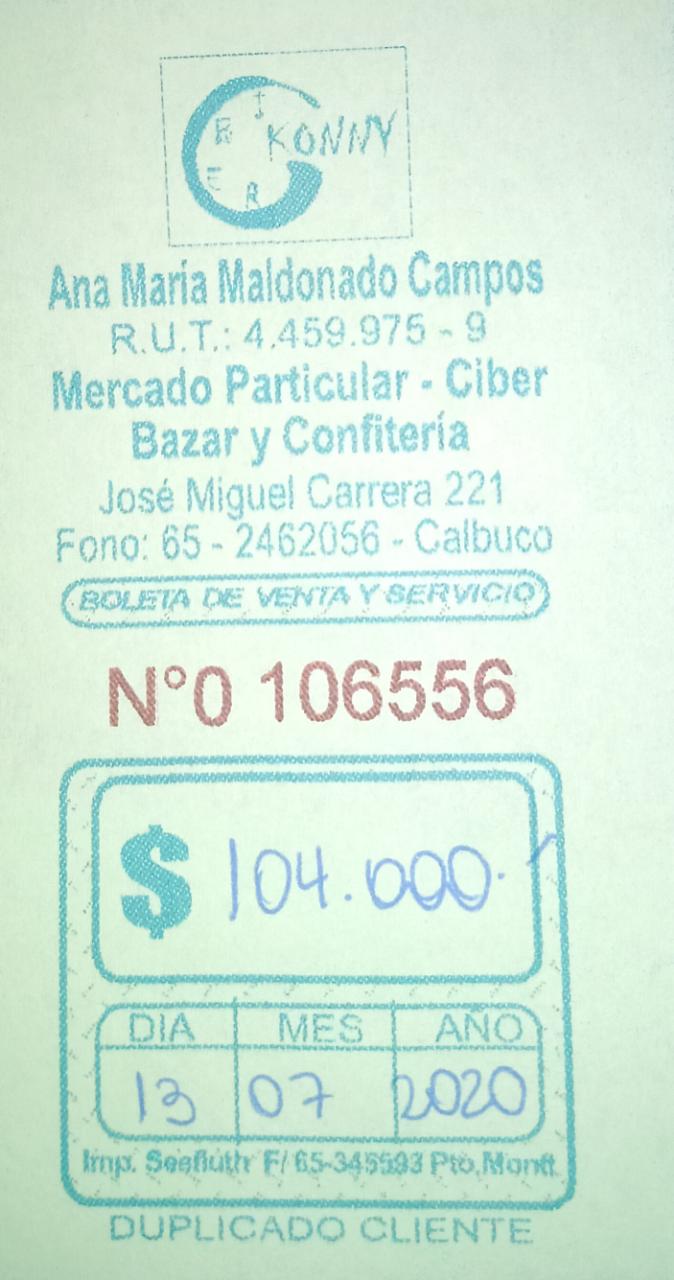 CIBER KONNY
Ana María Maldonado Campos
R.U.T.: 4.459.975 - 9
Mercado Particular - Ciber
Bazar y Confitería
José Miguel Carrera 221
Fono: 65 - 2462056 - Calbuco
BOLETA DE VENTA Y SERVICIO
N°0 106556
$ 104.000.-
DIA MES AÑO
13 07 2020
Imp. Seefluth F/ 65-345593 Pto. Montt
DUPLICADO CLIENTE